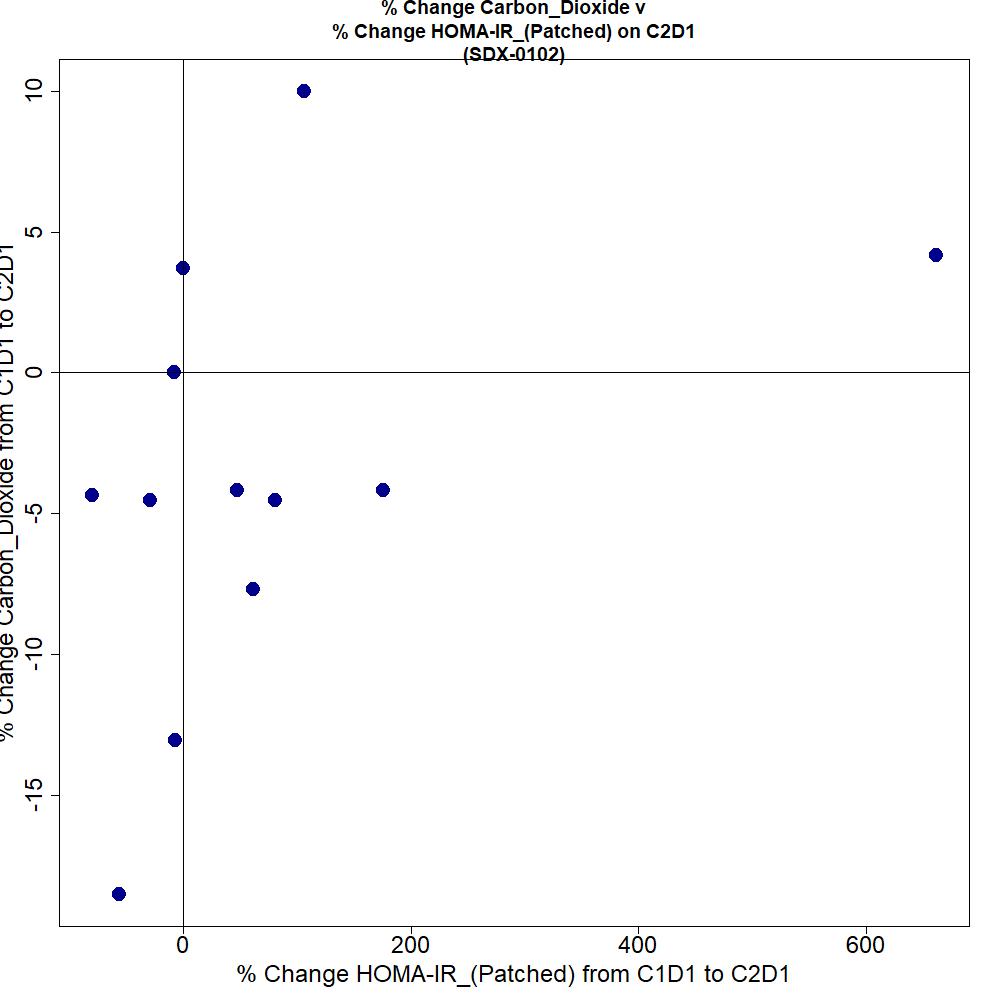 % Change Carbon_Dioxide v
% Change HOMA-IR_(Patched) on C2D1
(SDX-0102)
% Change Carbon_Dioxide from C1D1 to C2D1
10
5
0
-5
-10
-15
0
200
400
600
% Change HOMA-IR_(Patched) from C1D1 to C2D1